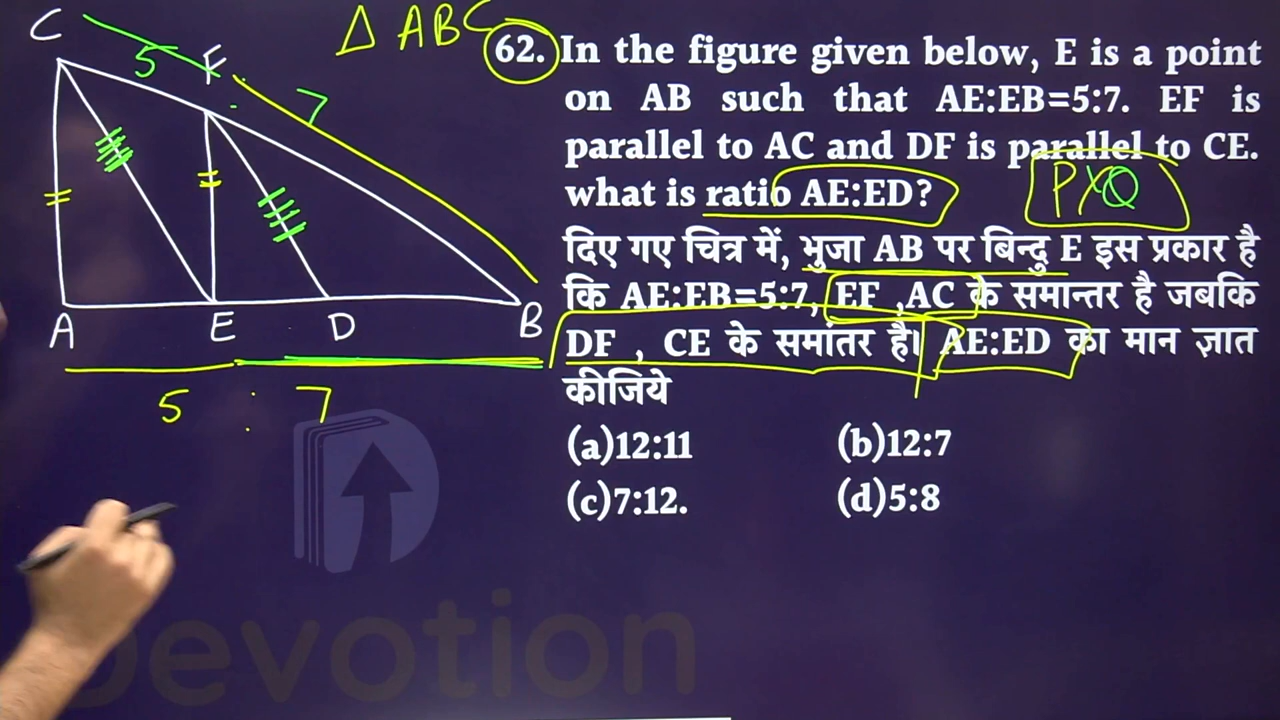 Δ ABC
C
5
F
7
A
E
D
B
5 : 7
62. In the figure given below, E is a point
on AB such that AE:EB=5:7. EF is
parallel to AC and DF is parallel to CE.
what is ratio AE:ED?
PYQ
दिए गए चित्र में, भुजा AB पर बिन्दु E इस प्रकार है
कि AE:EB=5:7, EF ,AC के समान्तर है जबकि
DF , CE के समांतर है। AE:ED का मान ज्ञात
कीजिये
(a)12:11 (b)12:7
(c)7:12. (d)5:8
Devotion